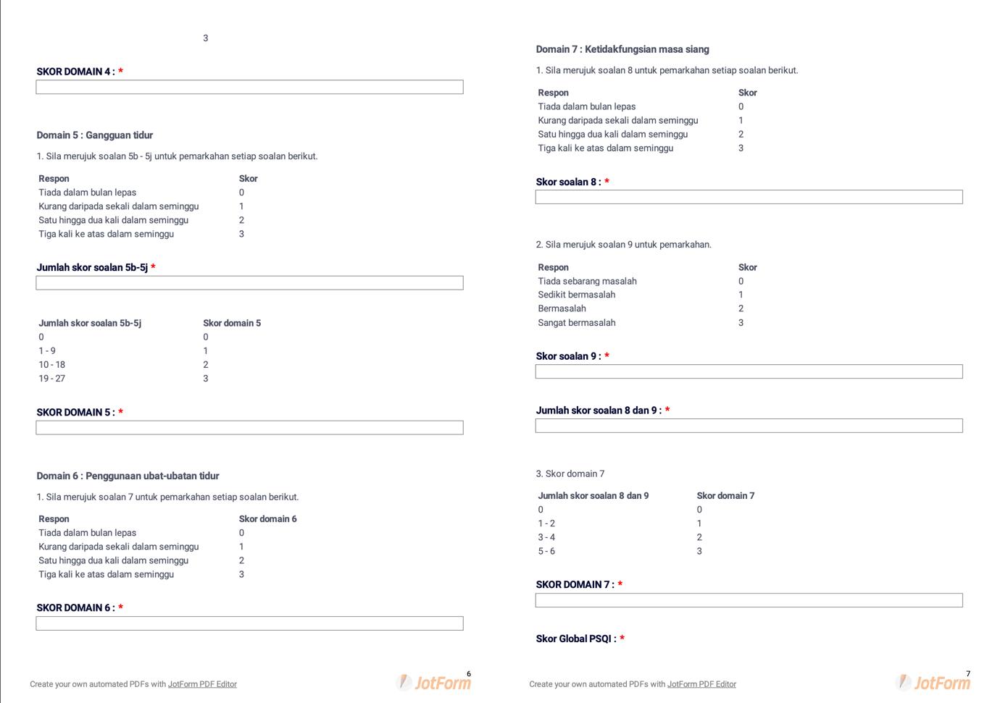 3
SKOR DOMAIN 4 : *
Domain 5 : Gangguan tidur
1. Sila merujuk soalan 5b - 5j untuk pemarkahan setiap soalan berikut.
Respon Skor
Tiada dalam bulan lepas 0
Kurang daripada sekali dalam seminggu 1
Satu hingga dua kali dalam seminggu 2
Tiga kali ke atas dalam seminggu 3
Jumlah skor soalan 5b-5j *
Jumlah skor soalan 5b-5j Skor domain 5
0 0
1 - 9 1
10 - 18 2
19 - 27 3
SKOR DOMAIN 5 : *
Domain 6 : Penggunaan ubat-ubatan tidur
1. Sila merujuk soalan 7 untuk pemarkahan setiap soalan berikut.
Respon Skor domain 6
Tiada dalam bulan lepas 0
Kurang daripada sekali dalam seminggu 1
Satu hingga dua kali dalam seminggu 2
Tiga kali ke atas dalam seminggu 3
SKOR DOMAIN 6 : *
6
Create your own automated PDFs with JotForm PDF Editor
JotForm
Domain 7 : Ketidakfungsian masa siang
1. Sila merujuk soalan 8 untuk pemarkahan setiap soalan berikut.
Respon Skor
Tiada dalam bulan lepas 0
Kurang daripada sekali dalam seminggu 1
Satu hingga dua kali dalam seminggu 2
Tiga kali ke atas dalam seminggu 3
Skor soalan 8 : *
2. Sila merujuk soalan 9 untuk pemarkahan.
Respon Skor
Tiada sebarang masalah 0
Sedikit bermasalah 1
Bermasalah 2
Sangat bermasalah 3
Skor soalan 9 : *
Jumlah skor soalan 8 dan 9 : *
3. Skor domain 7
Jumlah skor soalan 8 dan 9 Skor domain 7
0 0
1 - 2 1
3 - 4 2
5 - 6 3
SKOR DOMAIN 7 : *
Skor Global PSQI : *
7
Create your own automated PDFs with JotForm PDF Editor
JotForm